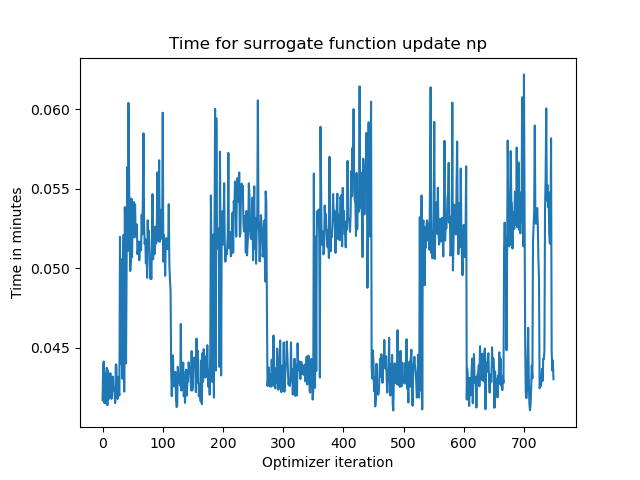 Time for surrogate function update np
0.060
0.055
0.050
0.045
Time in minutes
0 100 200 300 400 500 600 700
Optimizer iteration